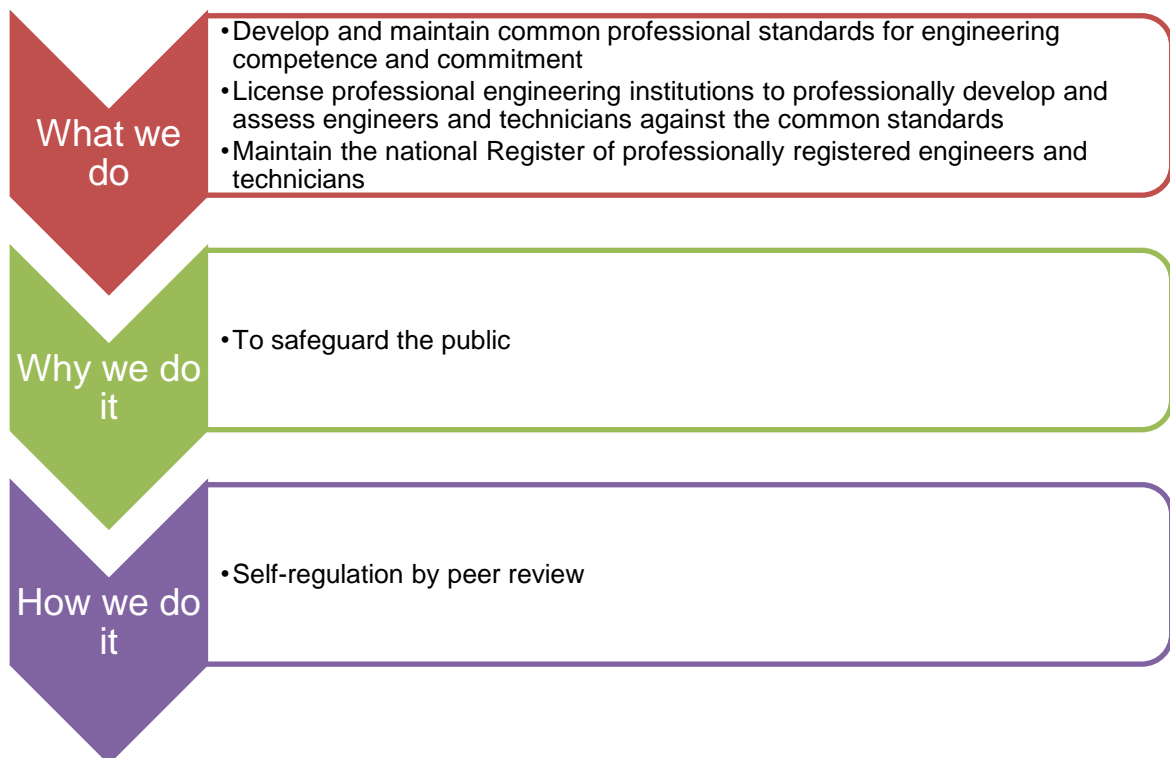 What we
do
•Develop and maintain common professional standards for engineering
competence and commitment
•License professional engineering institutions to professionally develop and
assess engineers and technicians against the common standards
•Maintain the national Register of professionally registered engineers and
technicians
Why we do
it
•To safeguard the public
How we do
it
•Self-regulation by peer review